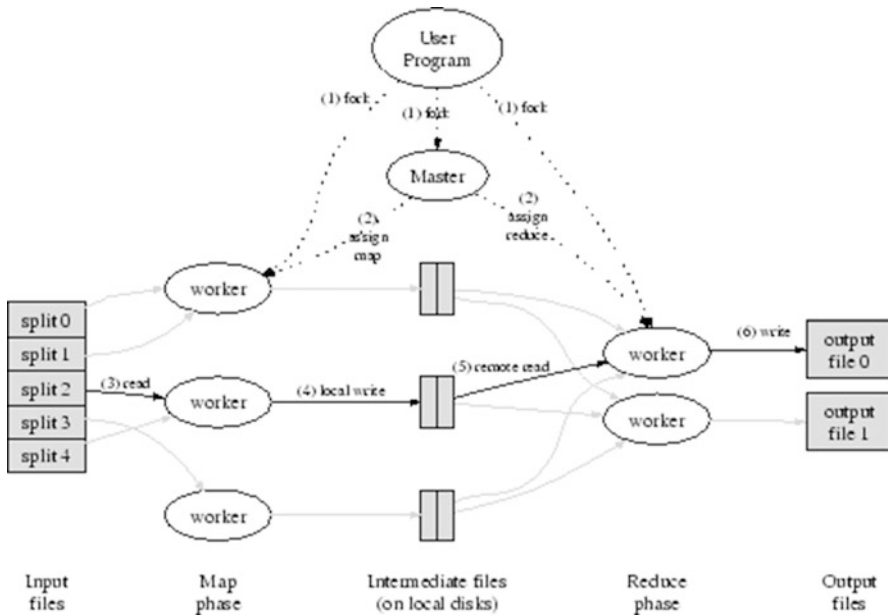 User
Program
(1) fork
(1) fork
(1) fork
Master
(2)
assign
map
(2)
assign
reduce
worker
split 0
split 1
split 2
split 3
split 4
(3) read
worker
(4) local write
(5) remote read
worker
(6) write
output
file 0
worker
output
file 1
worker
Input
files
Map
phase
Intermediate files
(on local disks)
Reduce
phase
Output
files